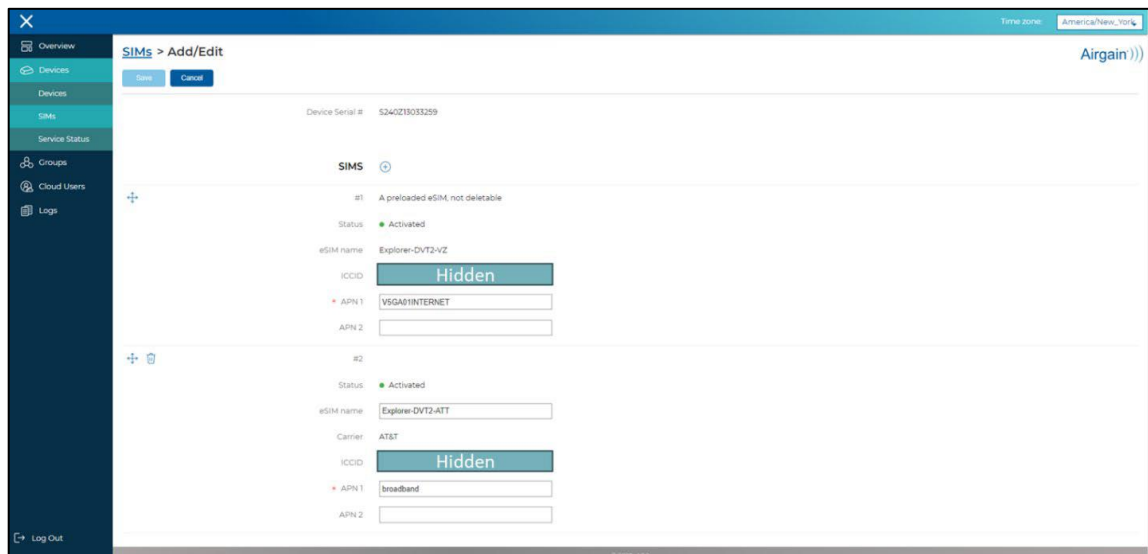 Time zone: America/New_York
Overview
Devices
Devices
SIMs
Service Status
Groups
Cloud Users
Logs
Log Out
SIMs > Add/Edit
Airgain
Save Cancel
Device Serial # S240Z13033259
SIMS
#1 A preloaded eSIM, not deletable
Status Activated
eSIM name Explorer-DVT2-VZ
ICCID Hidden
* APN 1 V5GA01INTERNET
APN 2
#2
Status Activated
eSIM name Explorer-DVT2-ATT
Carrier AT&T
ICCID Hidden
* APN 1 broadband
APN 2